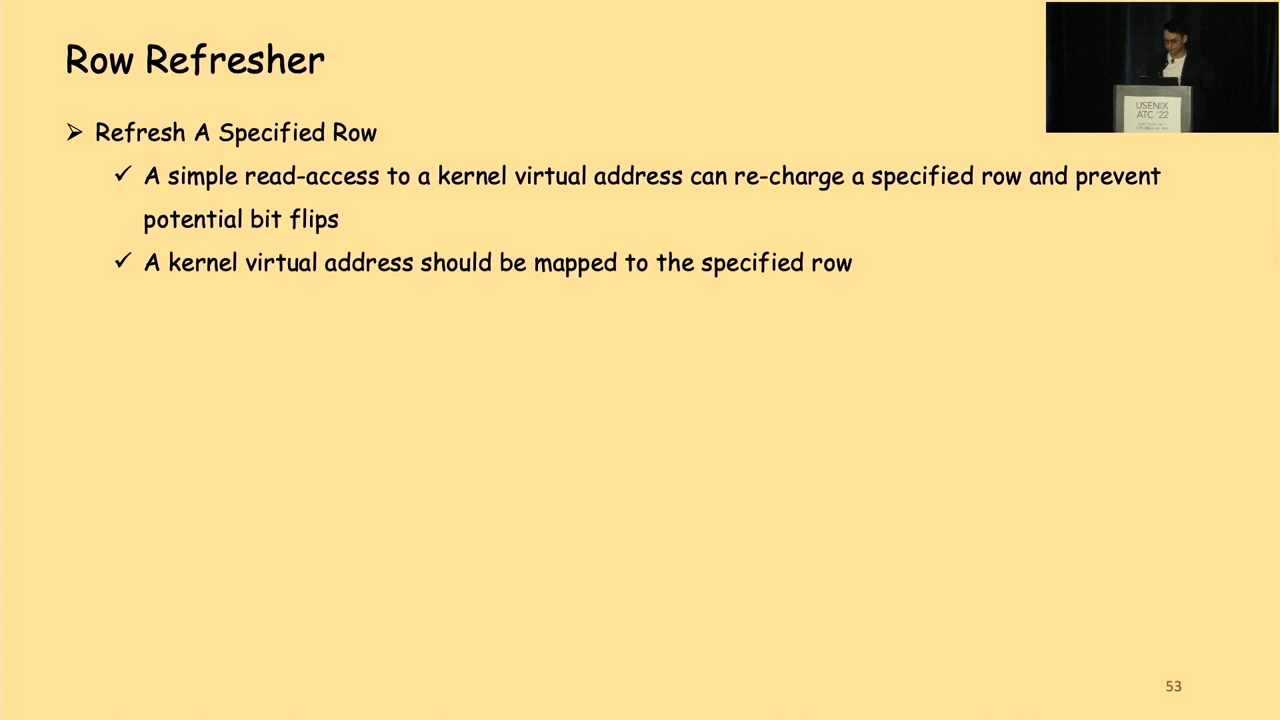 Row Refresher
➢ Refresh A Specified Row
✓ A simple read-access to a kernel virtual address can re-charge a specified row and prevent
potential bit flips
✓ A kernel virtual address should be mapped to the specified row
USENIX
ATC '22
53